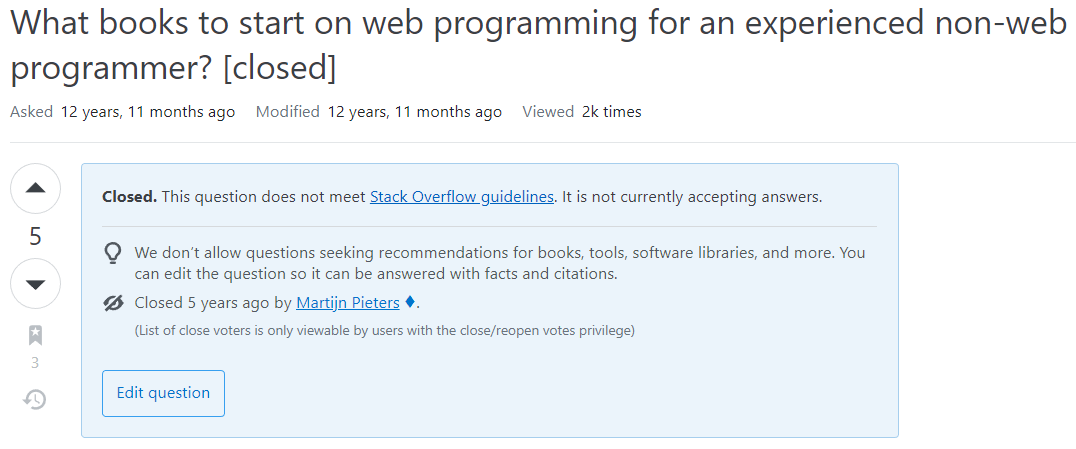 What books to start on web programming for an experienced non-web
programmer? [closed]
Asked 12 years, 11 months ago Modified 12 years, 11 months ago Viewed 2k times
Closed. This question does not meet Stack Overflow guidelines. It is not currently accepting answers.
5
We don't allow questions seeking recommendations for books, tools, software libraries, and more. You
can edit the question so it can be answered with facts and citations.
Closed 5 years ago by Martijn Pieters ♦.
(List of close voters is only viewable by users with the close/reopen votes privilege)
3
Edit question